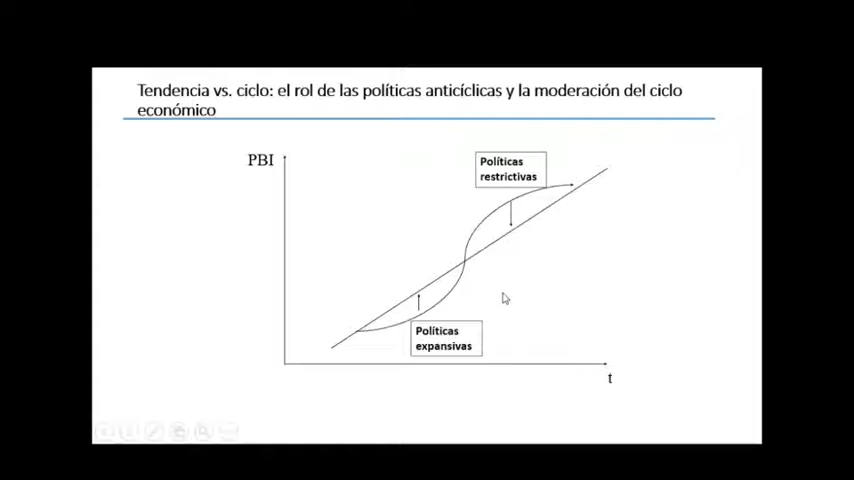 Tendencia vs. ciclo: el rol de las políticas anticíclicas y la moderación del ciclo
económico
PBI
Políticas
restrictivas
Políticas
expansivas
t